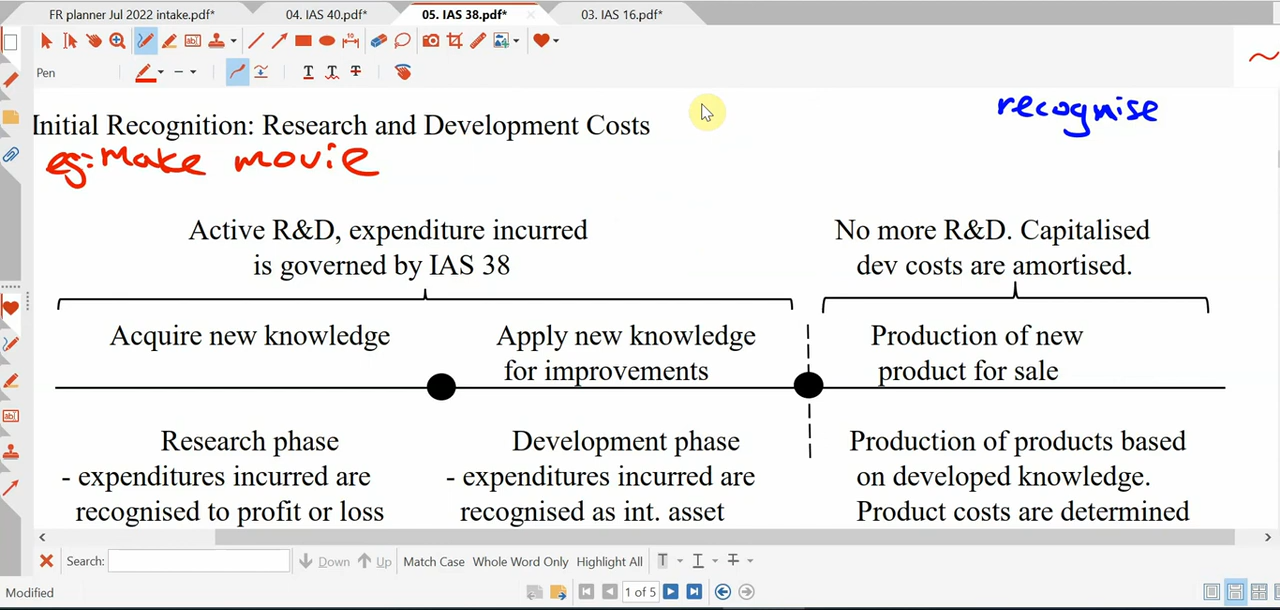 FR planner Jul 2022 intake.pdf*
04. IAS 40.pdf*
05. IAS 38.pdf*
03. IAS 16.pdf*
Pen
recognise
Initial Recognition: Research and Development Costs
eg: Make movie
Active R&D, expenditure incurred
is governed by IAS 38
No more R&D. Capitalised
dev costs are amortised.
Acquire new knowledge
Apply new knowledge
for improvements
Production of new
product for sale
Research phase
- expenditures incurred are
recognised to profit or loss
Development phase
- expenditures incurred are
recognised as int. asset
Production of products based
on developed knowledge.
Product costs are determined
Search:
Down
Up
Match Case
Whole Word Only
Highlight All
Modified
1 of 5